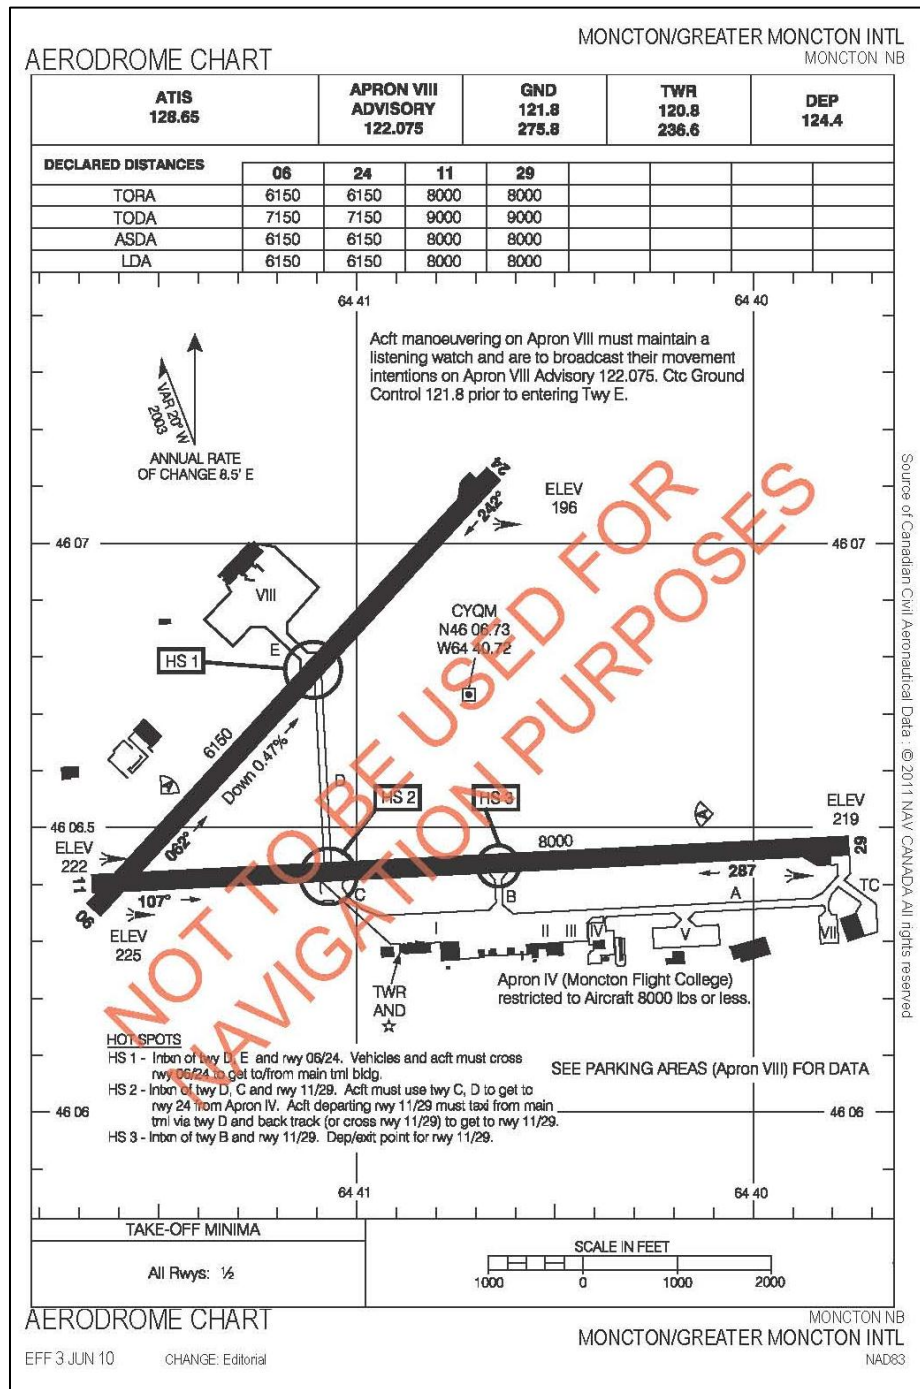 MONCTON/GREATER MONCTON INTL
AERODROME CHART
MONCTON NB
ATIS
128.65
APRON VIII
ADVISORY
122.075
GND
121.8
275.8
TWR
120.8
236.6
DEP
124.4
DECLARED DISTANCES 06 24 11 29
TORA 6150 6150 8000 8000
TODA 7150 7150 9000 9000
ASDA 6150 6150 8000 8000
LDA 6150 6150 8000 8000
64 41 64 40
Acft manoeuvering on Apron VIII must maintain a
listening watch and are to broadcast their movement
intentions on Apron VIII Advisory 122.075. Ctc Ground
Control 121.8 prior to entering Twy E.
VAR 20° W
2003
ANNUAL RATE
OF CHANGE 8.5' E
24
242°
ELEV
196
46 07 46 07
VIII
CYQM
N46 06.73
W64 40.72
E
HS 1
6150
Down 0.47%
D
HS 2
HS 3
A
A
46 06.5
062°
ELEV
222
8000
ELEV
219
11
107°
287
29
06
ELEV
225
C
B
A
TC
I II III IV V VII
TWR
AND
Apron IV (Moncton Flight College)
restricted to Aircraft 8000 lbs or less.
HOT SPOTS
HS 1 - Intxn of twy D, E and rwy 06/24. Vehicles and acft must cross
rwy 06/24 to get to/from main tml bldg.
HS 2 - Intxn of twy D, C and rwy 11/29. Acft must use twy C, D to get to
rwy 24 from Apron IV. Acft departing rwy 11/29 must taxi from main
tml via twy D and back track (or cross rwy 11/29) to get to rwy 11/29.
HS 3 - Intxn of twy B and rwy 11/29. Dep/exit point for rwy 11/29.
SEE PARKING AREAS (Apron VIII) FOR DATA
46 06 46 06
64 41 64 40
NOT TO BE USED FOR
NAVIGATION PURPOSES
Source of Canadian Civil Aeronautical Data : © 2011 NAV CANADA All rights reserved
TAKE-OFF MINIMA
All Rwys: ½
SCALE IN FEET
1000 0 1000 2000
AERODROME CHART
MONCTON NB
MONCTON/GREATER MONCTON INTL
EFF 3 JUN 10 CHANGE: Editorial
NAD83